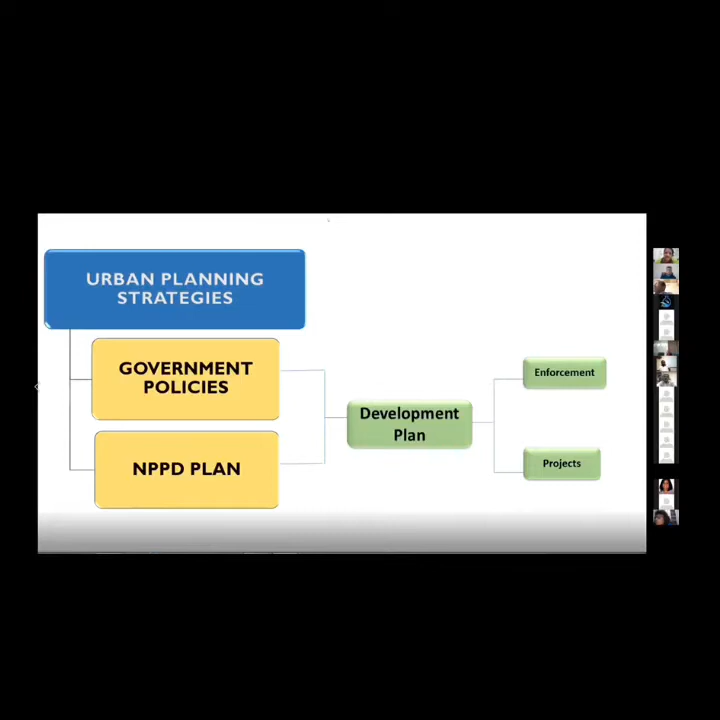 URBAN PLANNING
STRATEGIES
GOVERNMENT
POLICIES
NPPD PLAN
Development
Plan
Enforcement
Projects